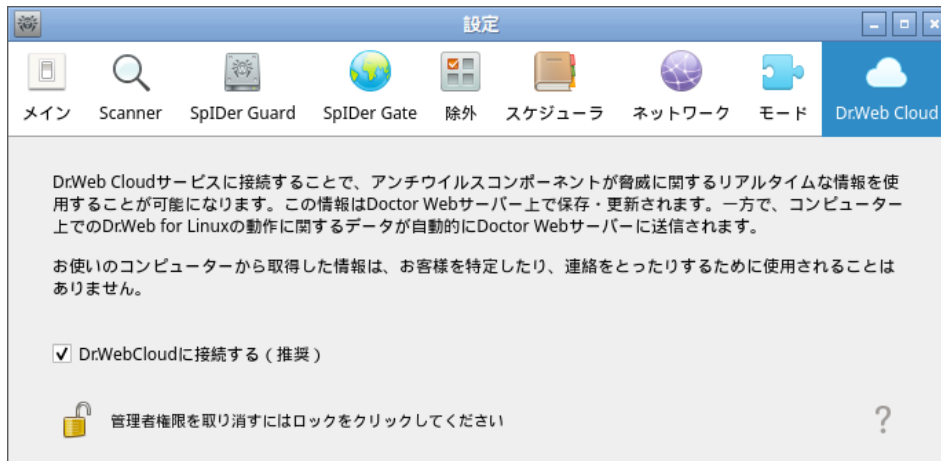 設定
メイン
Scanner
SpIDer Guard
SpIDer Gate
除外
スケジューラ
ネットワーク
モード
Dr.Web Cloud
Dr.Web Cloudサービスに接続することで、アンチウイルスコンポーネントが脅威に関するリアルタイムな情報を使
用することが可能になります。この情報はDoctor Webサーバー上で保存・更新されます。一方で、コンピューター
上でのDr.Web for Linuxの動作に関するデータが自動的にDoctor Webサーバーに送信されます。
お使いのコンピューターから取得した情報は、お客様を特定したり、連絡をとったりするために使用されることは
ありません。
Dr.WebCloudに接続する ( 推奨 )
管理者権限を取り消すにはロックをクリックしてください
?